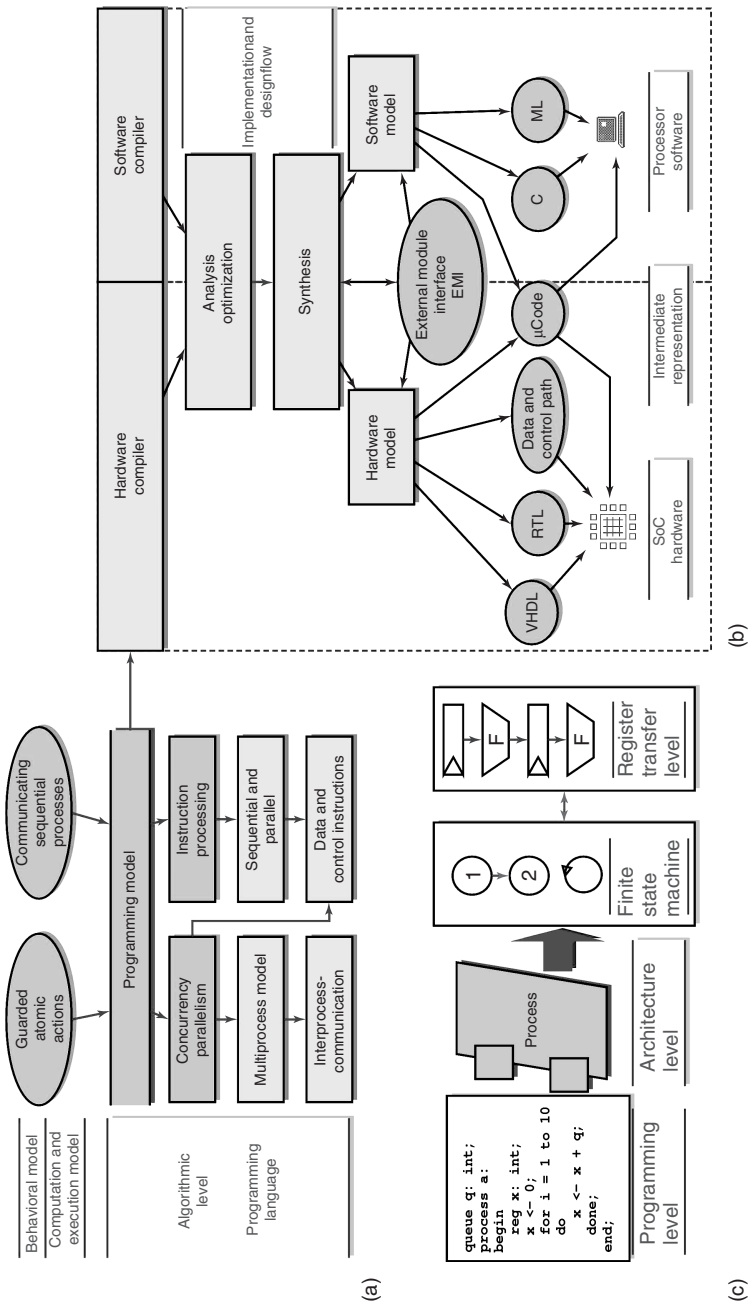 Behavioral model
Computation and
execution model
Guarded
atomic
actions
Communicating
sequential
processes
Programming model
Algorithmic
level
Programming
language
Concurrency
parallelism
Instruction
processing
Multiprocess model
Sequential and
parallel
Interprocess-
communication
Data and
control instructions
(a)
Hardware
compiler
Software
compiler
Analysis
optimization
Implementationand
designflow
Synthesis
Hardware
model
External module
interface
EMI
Software
model
VHDL
RTL
Data and
control path
µCode
C
ML
SoC
hardware
Intermediate
representation
Processor
software
(b)
queue q: int;
process a:
begin
reg x: int;
x <- 0;
for i = 1 to 10
do
x <- x + q;
done;
end;
Programming
level
Process
Architecture
level
1
2
Finite
state
machine
F
F
Register
transfer
level
(c)